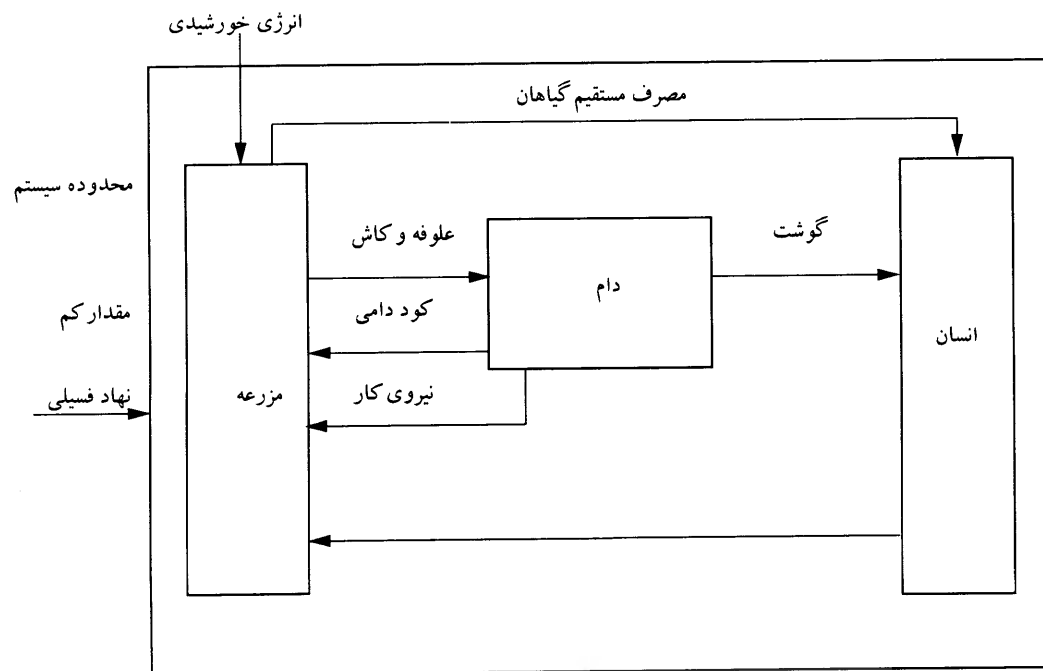 انرژی خورشیدی
مصرف مستقیم گیاهان
محدوده سیستم
علوفه و کاش
گوشت
دام
مقدار کم
کود دامی
انسان
نهاد فسیلی
نیروی کار
مزرعه